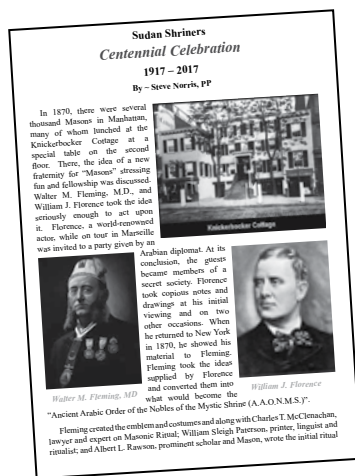 Sudan Shriners
Centennial Celebration
1917 – 2017
By ~ Steve Norris, PP
In 1870, there were several
thousand Masons in Manhattan,
many of whom lunched at the
Knickerbocker Cottage at a
special table on the second
floor. There, the idea of a new
fraternity for “Masons” stressing
fun and fellowship was discussed.
Walter M. Fleming, M.D., and
William J. Florence took the idea
seriously enough to act upon
it. Florence, a world-renowned
actor, while on tour in Marseille
was invited to a party given by an
Knickerbocker Cottage
Arabian diplomat. At its
conclusion, the guests
became members of a
secret society. Florence
took copious notes and
drawings at his initial
viewing and on two
other occasions. When
he returned to New York
in 1870, he showed his
material to Fleming.
Fleming took the ideas
supplied by Florence
and converted them into
what would become the
Walter M. Fleming, MD
William J. Florence
“Ancient Arabic Order of the Nobles of the Mystic Shrine (A.A.O.N.M.S.)”.
Fleming created the emblem and costumes and along with Charles T. McClenachan,
lawyer and expert on Masonic Ritual; William Sleigh Paterson, printer, linguist and
ritualist; and Albert L. Rawson, prominent scholar and Mason, wrote the initial ritual